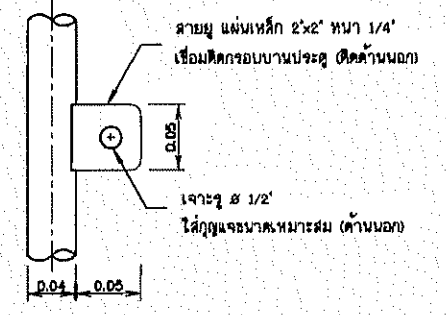 สายยู แผ่นเหล็ก 2"x2" หนา 1/4"
เชื่อมติดกรอบบานประตู (ติดด้านนอก)
0.05
เจาะรู ø 1/2"
ใส่กุญแจขนาดเหมาะสม (ด้านนอก)
0.04 0.05